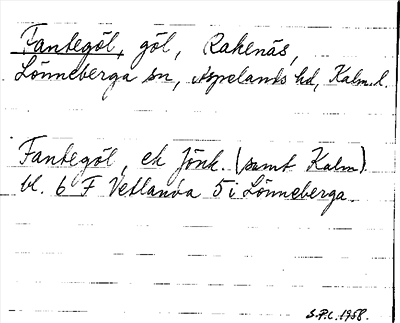 Fantegöl, göl, Rakenäs,
Lönneberga sn, Aspelands hd, Kalm. l.
Fantegöl, ek Jönk. (samt Kalm)
bl. 6 F Vetlanda 5 i Lönneberga.
S.P.C. 1958.